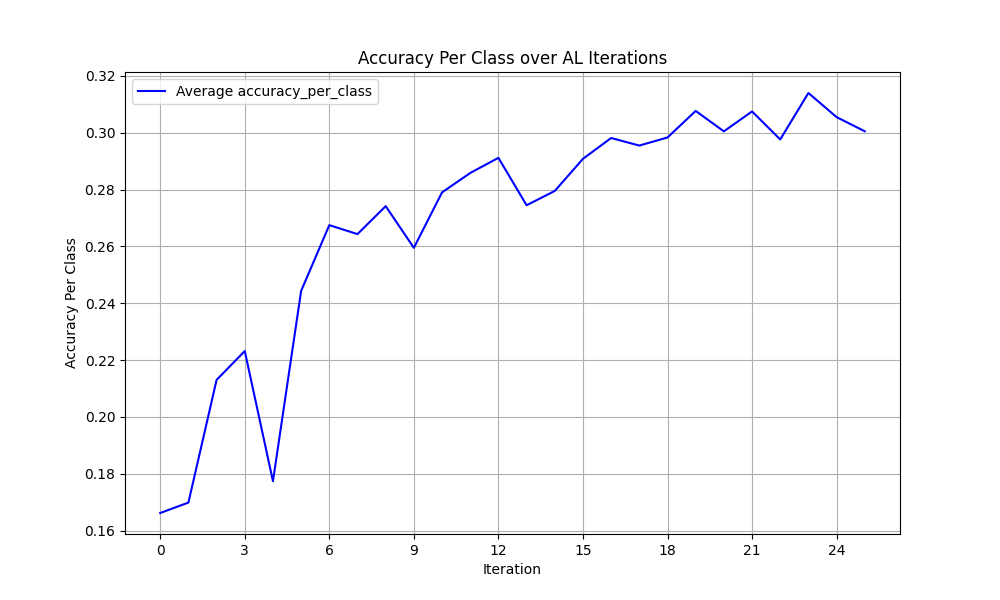 Accuracy Per Class over AL Iterations
Average accuracy_per_class
Accuracy Per Class
0.32
0.30
0.28
0.26
0.24
0.22
0.20
0.18
0.16
0 3 6 9 12 15 18 21 24
Iteration